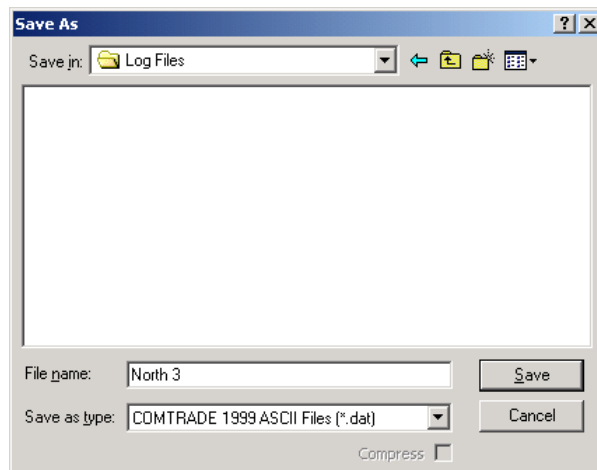 Save As
Save in: Log Files
File name: North 3 Save
Save as type: COMTRADE 1999 ASCII Files (*.dat) Cancel
Compress